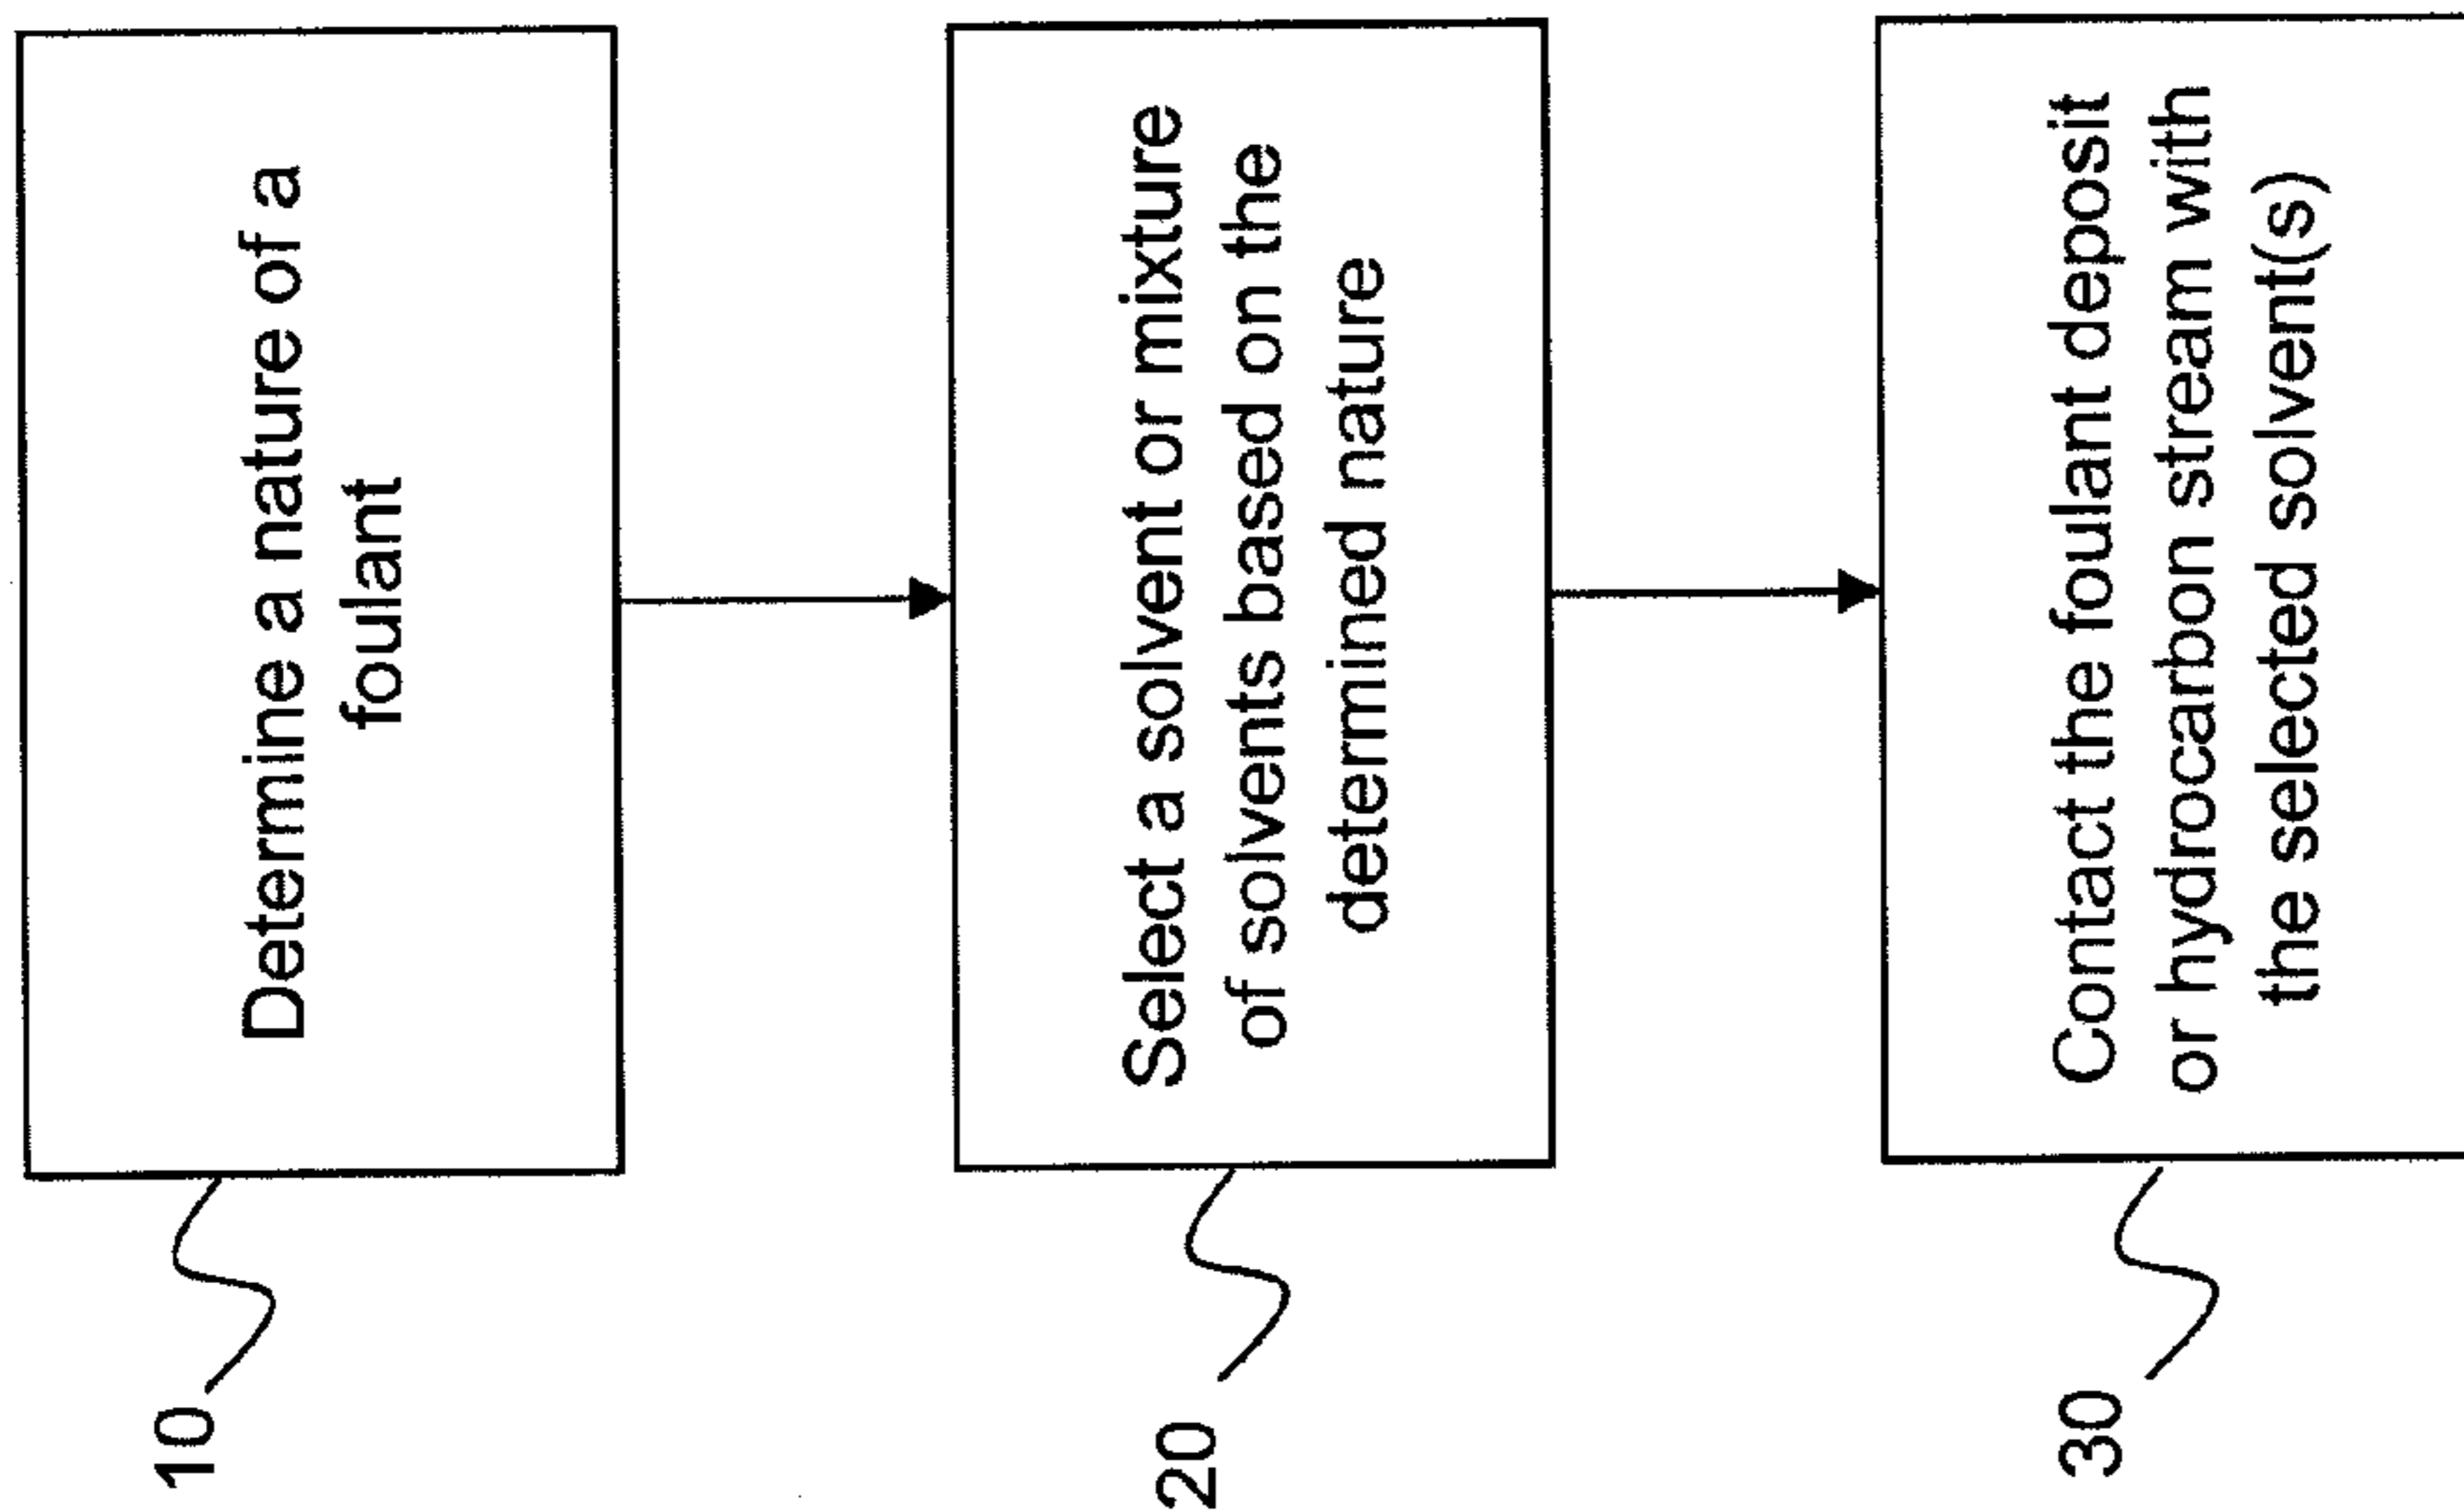 10
Determine a nature of a
foulant
20
Select a solvent or mixture
of solvents based on the
determined nature
30
Contact the foulant deposit
or hydrocarbon stream with
the selected solvent(s)